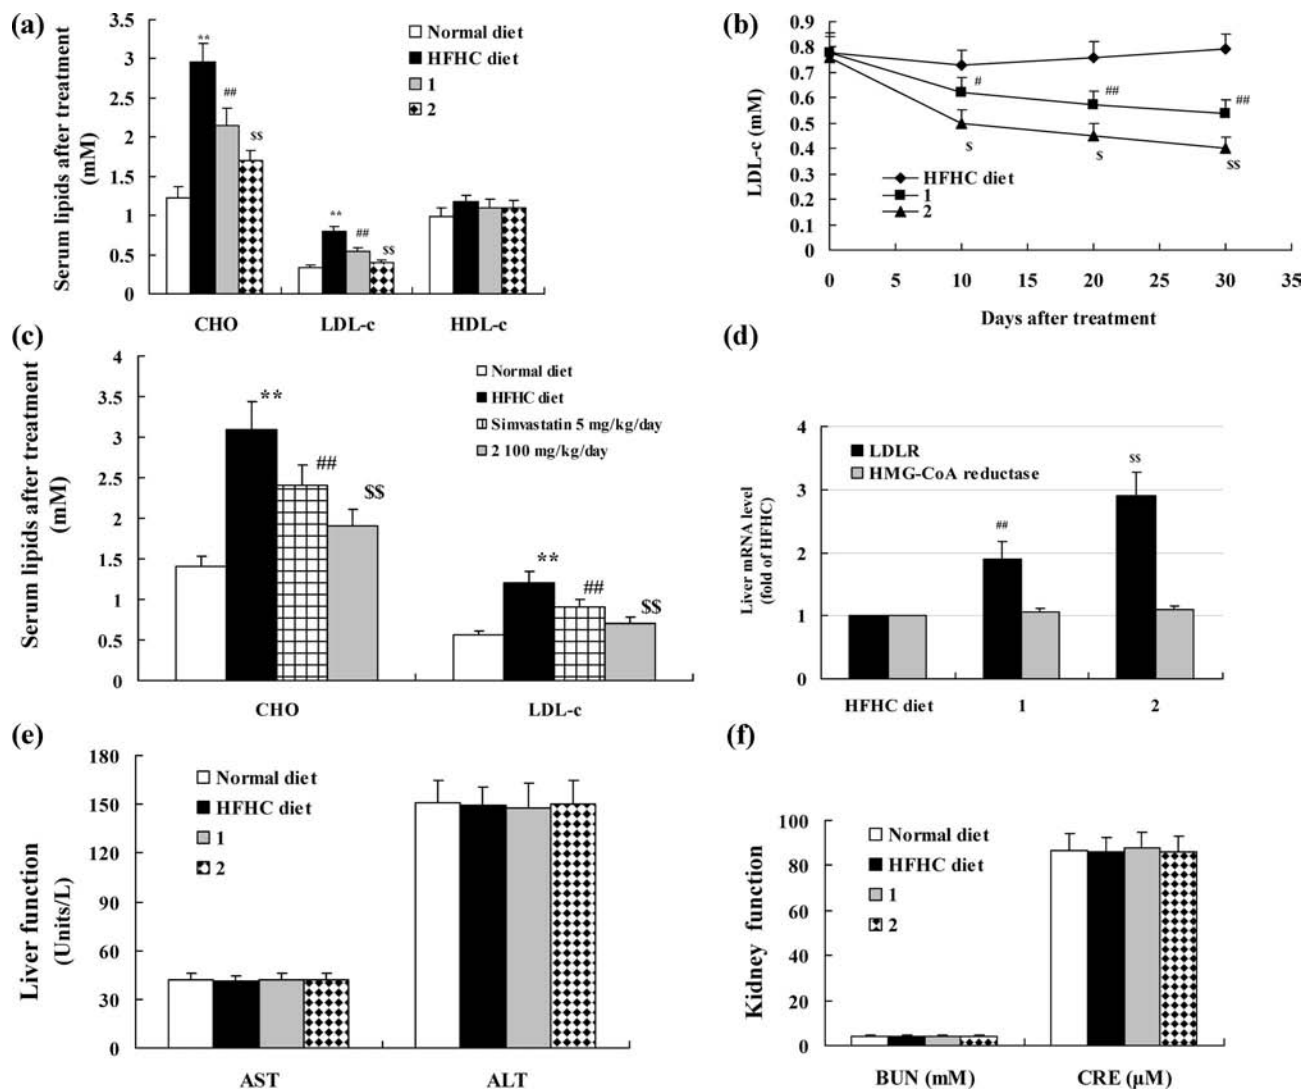 (a)
Serum lipids after treatment
(mM)
3.5
3
2.5
2
1.5
1
0.5
0
Normal diet
HFHC diet
1
2
**
##
$$
**
##
$$
CHO
LDL-c
HDL-c
(b)
LDL-c (mM)
0.9
0.8
0.7
0.6
0.5
0.4
0.3
0.2
0.1
0
#
##
##
$
$
$$
HFHC diet
1
2
0 5 10 15 20 25 30 35
Days after treatment
(c)
Serum lipids after treatment
(mM)
4
3.5
3
2.5
2
1.5
1
0.5
0
Normal diet
HFHC diet
Simvastatin 5 mg/kg/day
2 100 mg/kg/day
**
##
$$
**
##
$$
CHO
LDL-c
(d)
Liver mRNA level
(fold of HFHC)
4
3
2
1
0
LDLR
HMG-CoA reductase
##
$$
HFHC diet
1
2
(e)
Liver function
(Units/L)
180
150
120
90
60
30
0
Normal diet
HFHC diet
1
2
AST
ALT
(f)
Kidney function
100
80
60
40
20
0
Normal diet
HFHC diet
1
2
BUN (mM)
CRE (µM)